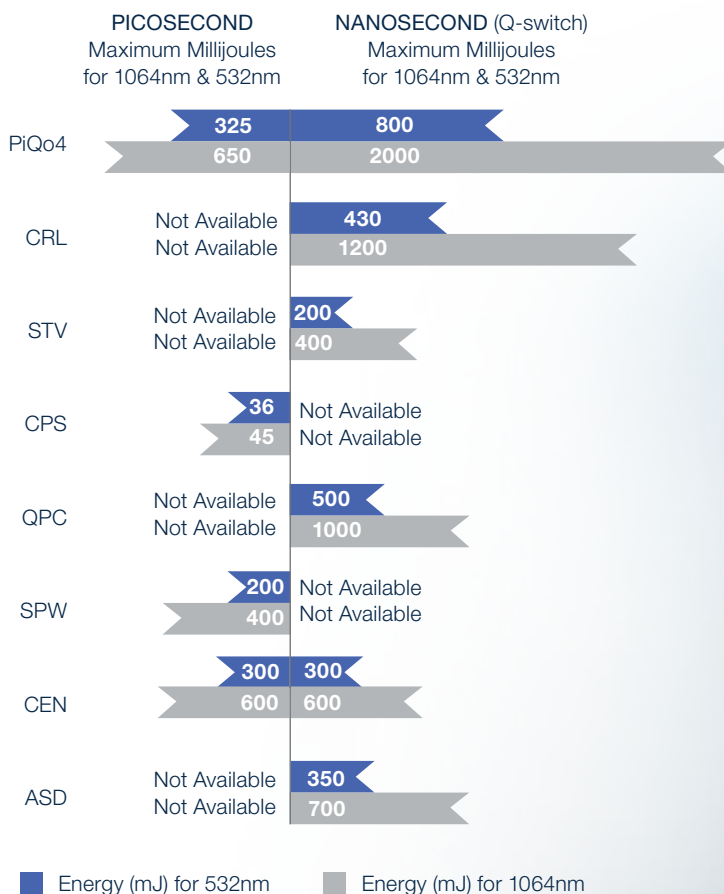 PICOSECOND
Maximum Millijoules
for 1064nm & 532nm
NANOSECOND (Q-switch)
Maximum Millijoules
for 1064nm & 532nm
PiQo4
325
800
650
2000
CRL
Not Available
430
Not Available
1200
STV
Not Available
200
Not Available
400
CPS
36
Not Available
45
Not Available
QPC
Not Available
500
Not Available
1000
SPW
200
Not Available
400
Not Available
CEN
300
300
600
600
ASD
Not Available
350
Not Available
700
Energy (mJ) for 532nm
Energy (mJ) for 1064nm